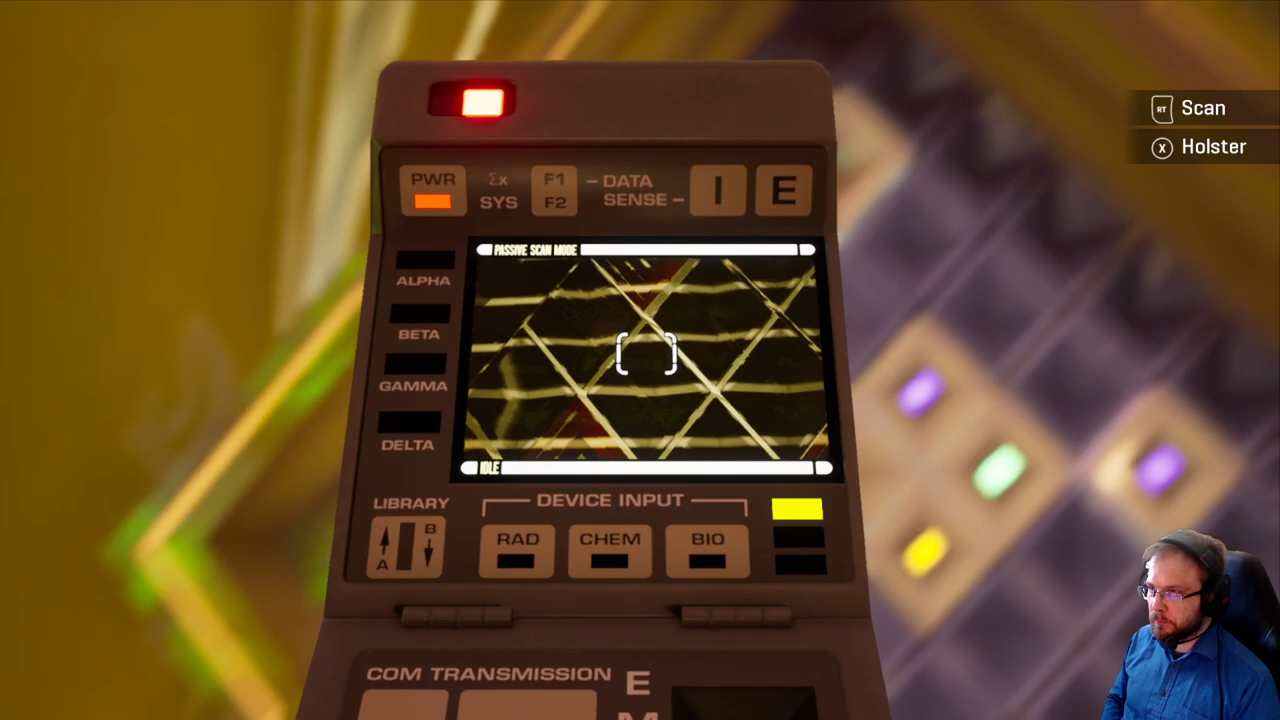 RT Scan
X Holster
PWR
Σx
SYS
F1
F2
DATA
SENSE
I
E
PASSIVE SCAN MODE
ALPHA
BETA
GAMMA
DELTA
IDLE
LIBRARY
A
B
DEVICE INPUT
RAD
CHEM
BIO
COM TRANSMISSION
E